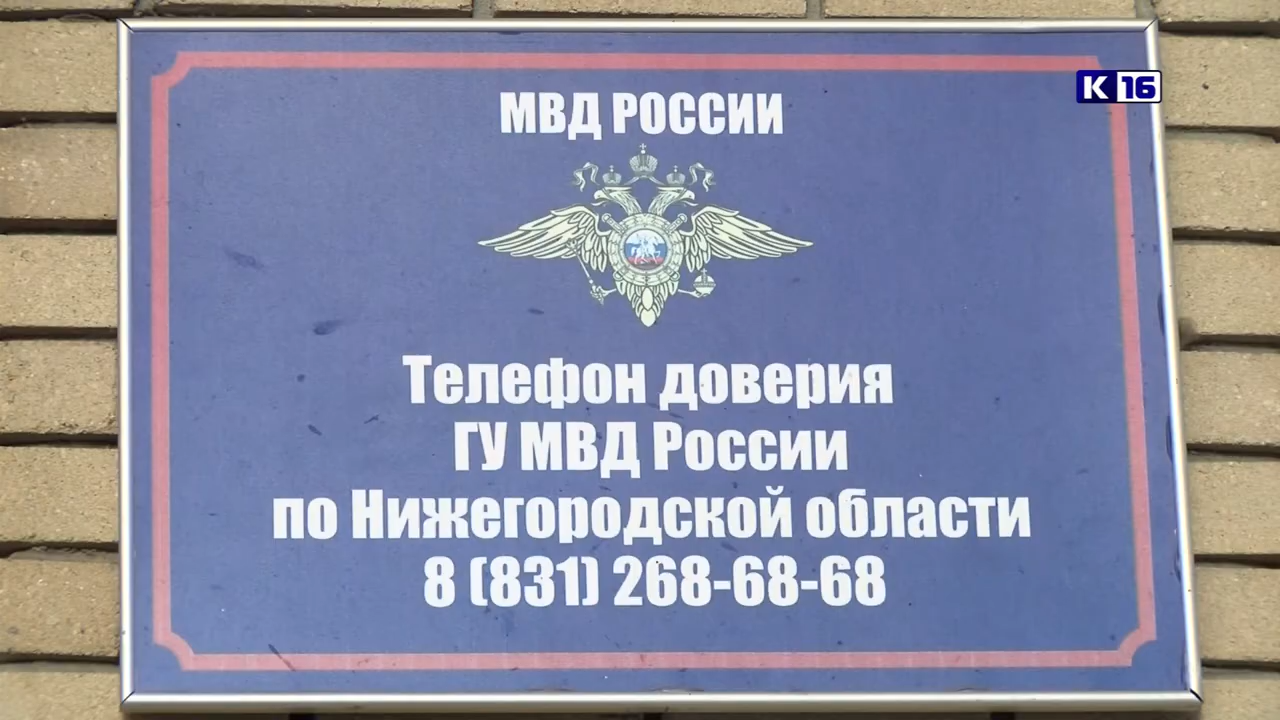 К 16
МВД РОССИИ
Телефон доверия
ГУ МВД России
по Нижегородской области
8 (831) 268-68-68